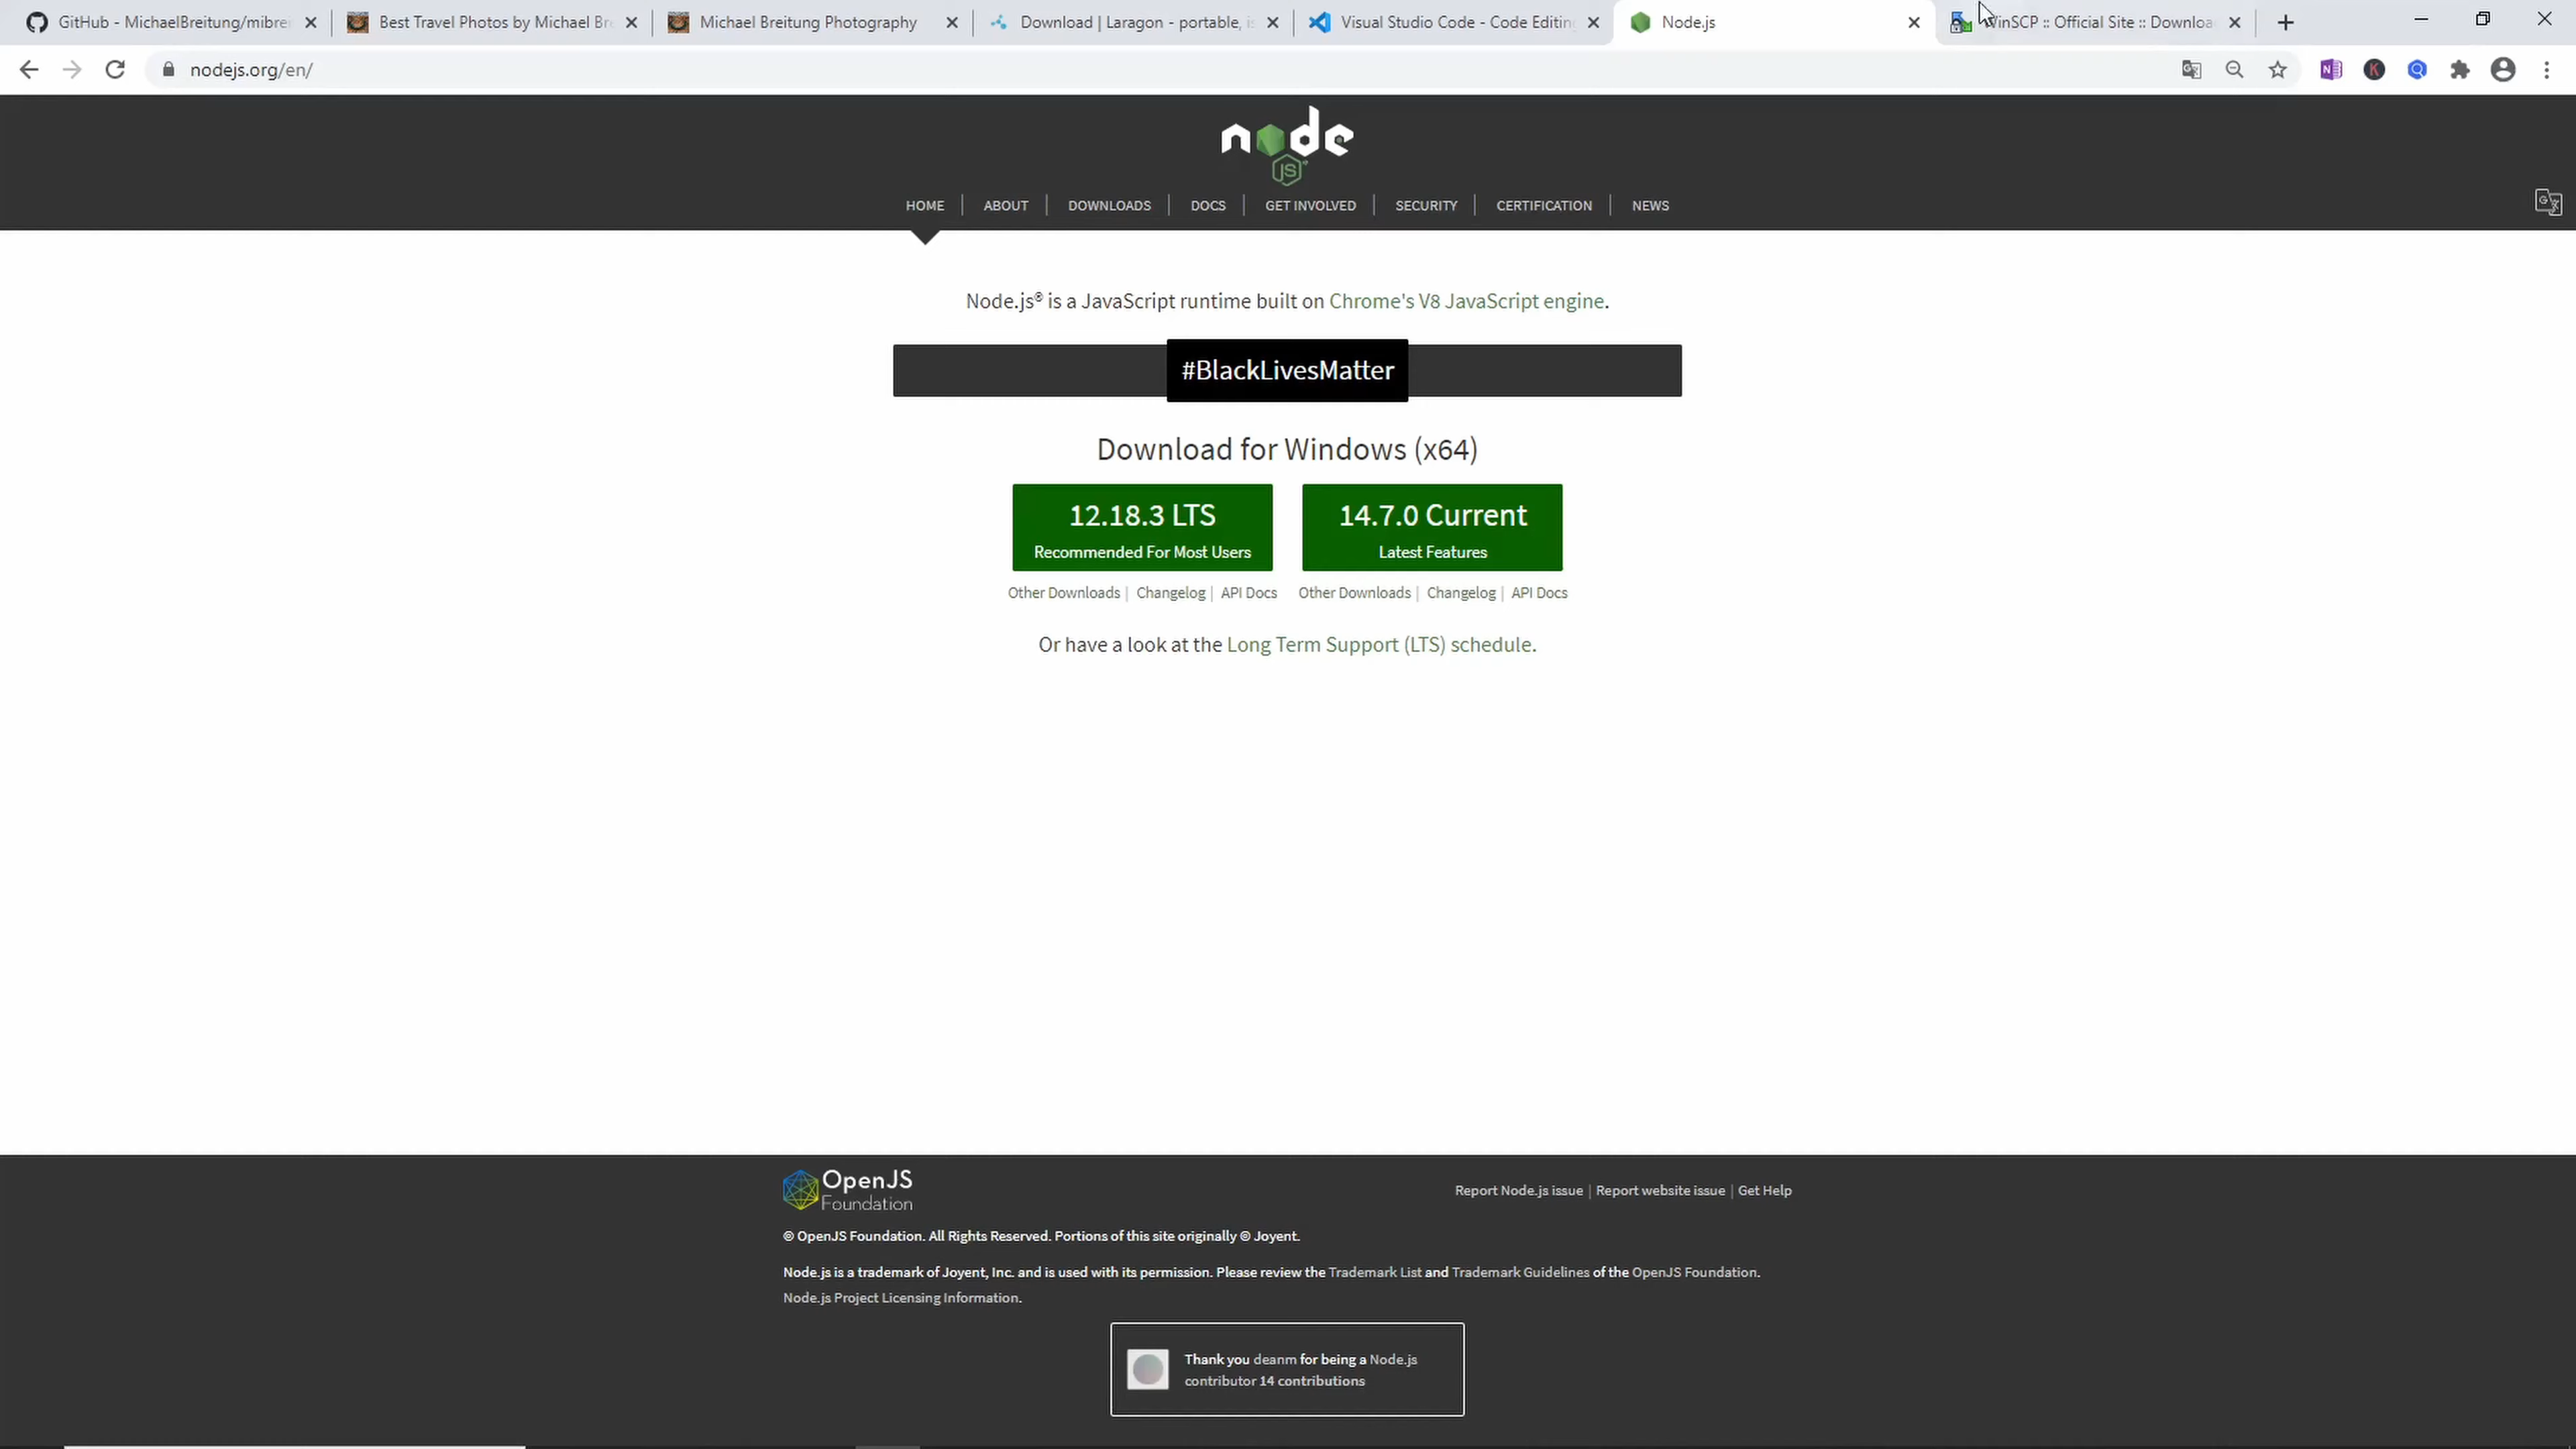 GitHub - MichaelBreitung/mibre
Best Travel Photos by Michael Br
Michael Breitung Photography
Download | Laragon - portable, is
Visual Studio Code - Code Editin
Node.js
WinSCP :: Official Site :: Downloa
nodejs.org/en/
node
JS
HOME | ABOUT | DOWNLOADS | DOCS | GET INVOLVED | SECURITY | CERTIFICATION | NEWS
Node.js® is a JavaScript runtime built on Chrome's V8 JavaScript engine.
#BlackLivesMatter
Download for Windows (x64)
12.18.3 LTS
Recommended For Most Users
14.7.0 Current
Latest Features
Other Downloads | Changelog | API Docs
Other Downloads | Changelog | API Docs
Or have a look at the Long Term Support (LTS) schedule.
OpenJS
Foundation
Report Node.js issue | Report website issue | Get Help
© OpenJS Foundation. All Rights Reserved. Portions of this site originally © Joyent.
Node.js is a trademark of Joyent, Inc. and is used with its permission. Please review the Trademark List and Trademark Guidelines of the OpenJS Foundation.
Node.js Project Licensing Information.
Thank you deanm for being a Node.js
contributor 14 contributions